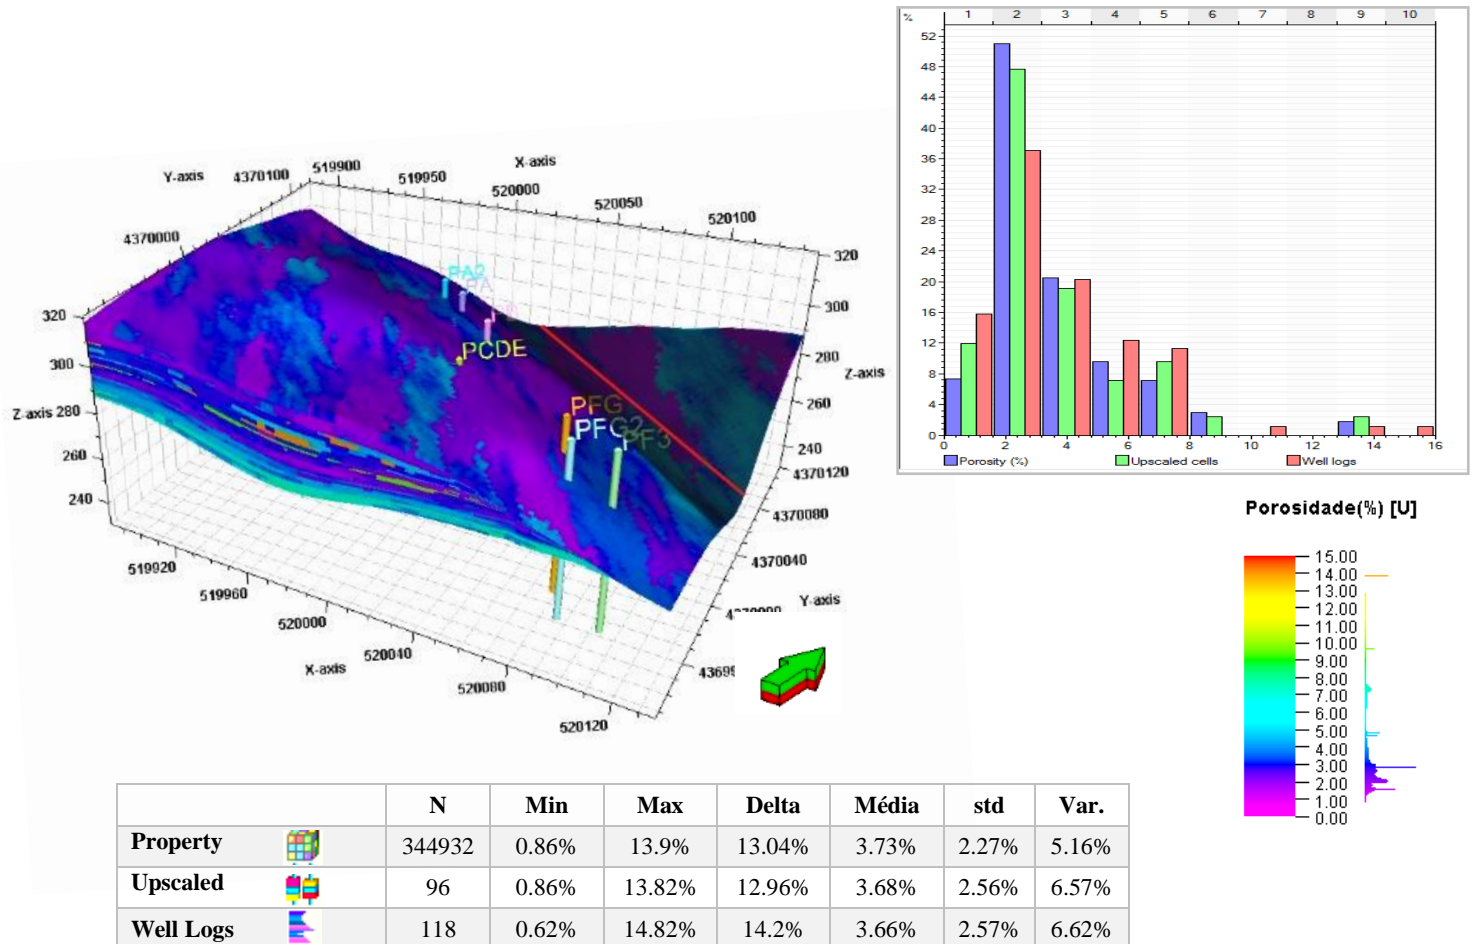 % 1 2 3 4 5 6 7 8 9 10
52
48
44
40
36
32
28
24
20
16
12
8
4
0
0 2 4 6 8 10 12 14 16
Porosity (%) Upscaled cells Well logs
Y-axis 4370100 519900 X-axis
519950
520000
520050
520100
4370000
320
300
280
260
240
Z-axis
320
300
Z-axis 280
260
240
PA2
PA
PCDE
PFG
PFG2
PF3
4370120
4370080
4370040
Y-axis
519920
519960
520000
520040
520080
520120
X-axis
Porosidade(%) [U]
15.00
14.00
13.00
12.00
11.00
10.00
9.00
8.00
7.00
6.00
5.00
4.00
3.00
2.00
1.00
0.00
N Min Max Delta Média std Var.
Property 344932 0.86% 13.9% 13.04% 3.73% 2.27% 5.16%
Upscaled 96 0.86% 13.82% 12.96% 3.68% 2.56% 6.57%
Well Logs 118 0.62% 14.82% 14.2% 3.66% 2.57% 6.62%